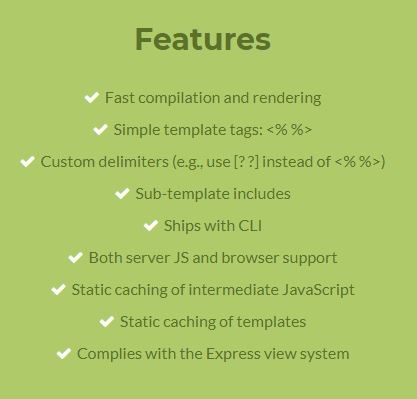 Features
Fast compilation and rendering
Simple template tags: <% %>
Custom delimiters (e.g., use [? ?] instead of <% %>)
Sub-template includes
Ships with CLI
Both server JS and browser support
Static caching of intermediate JavaScript
Static caching of templates
Complies with the Express view system